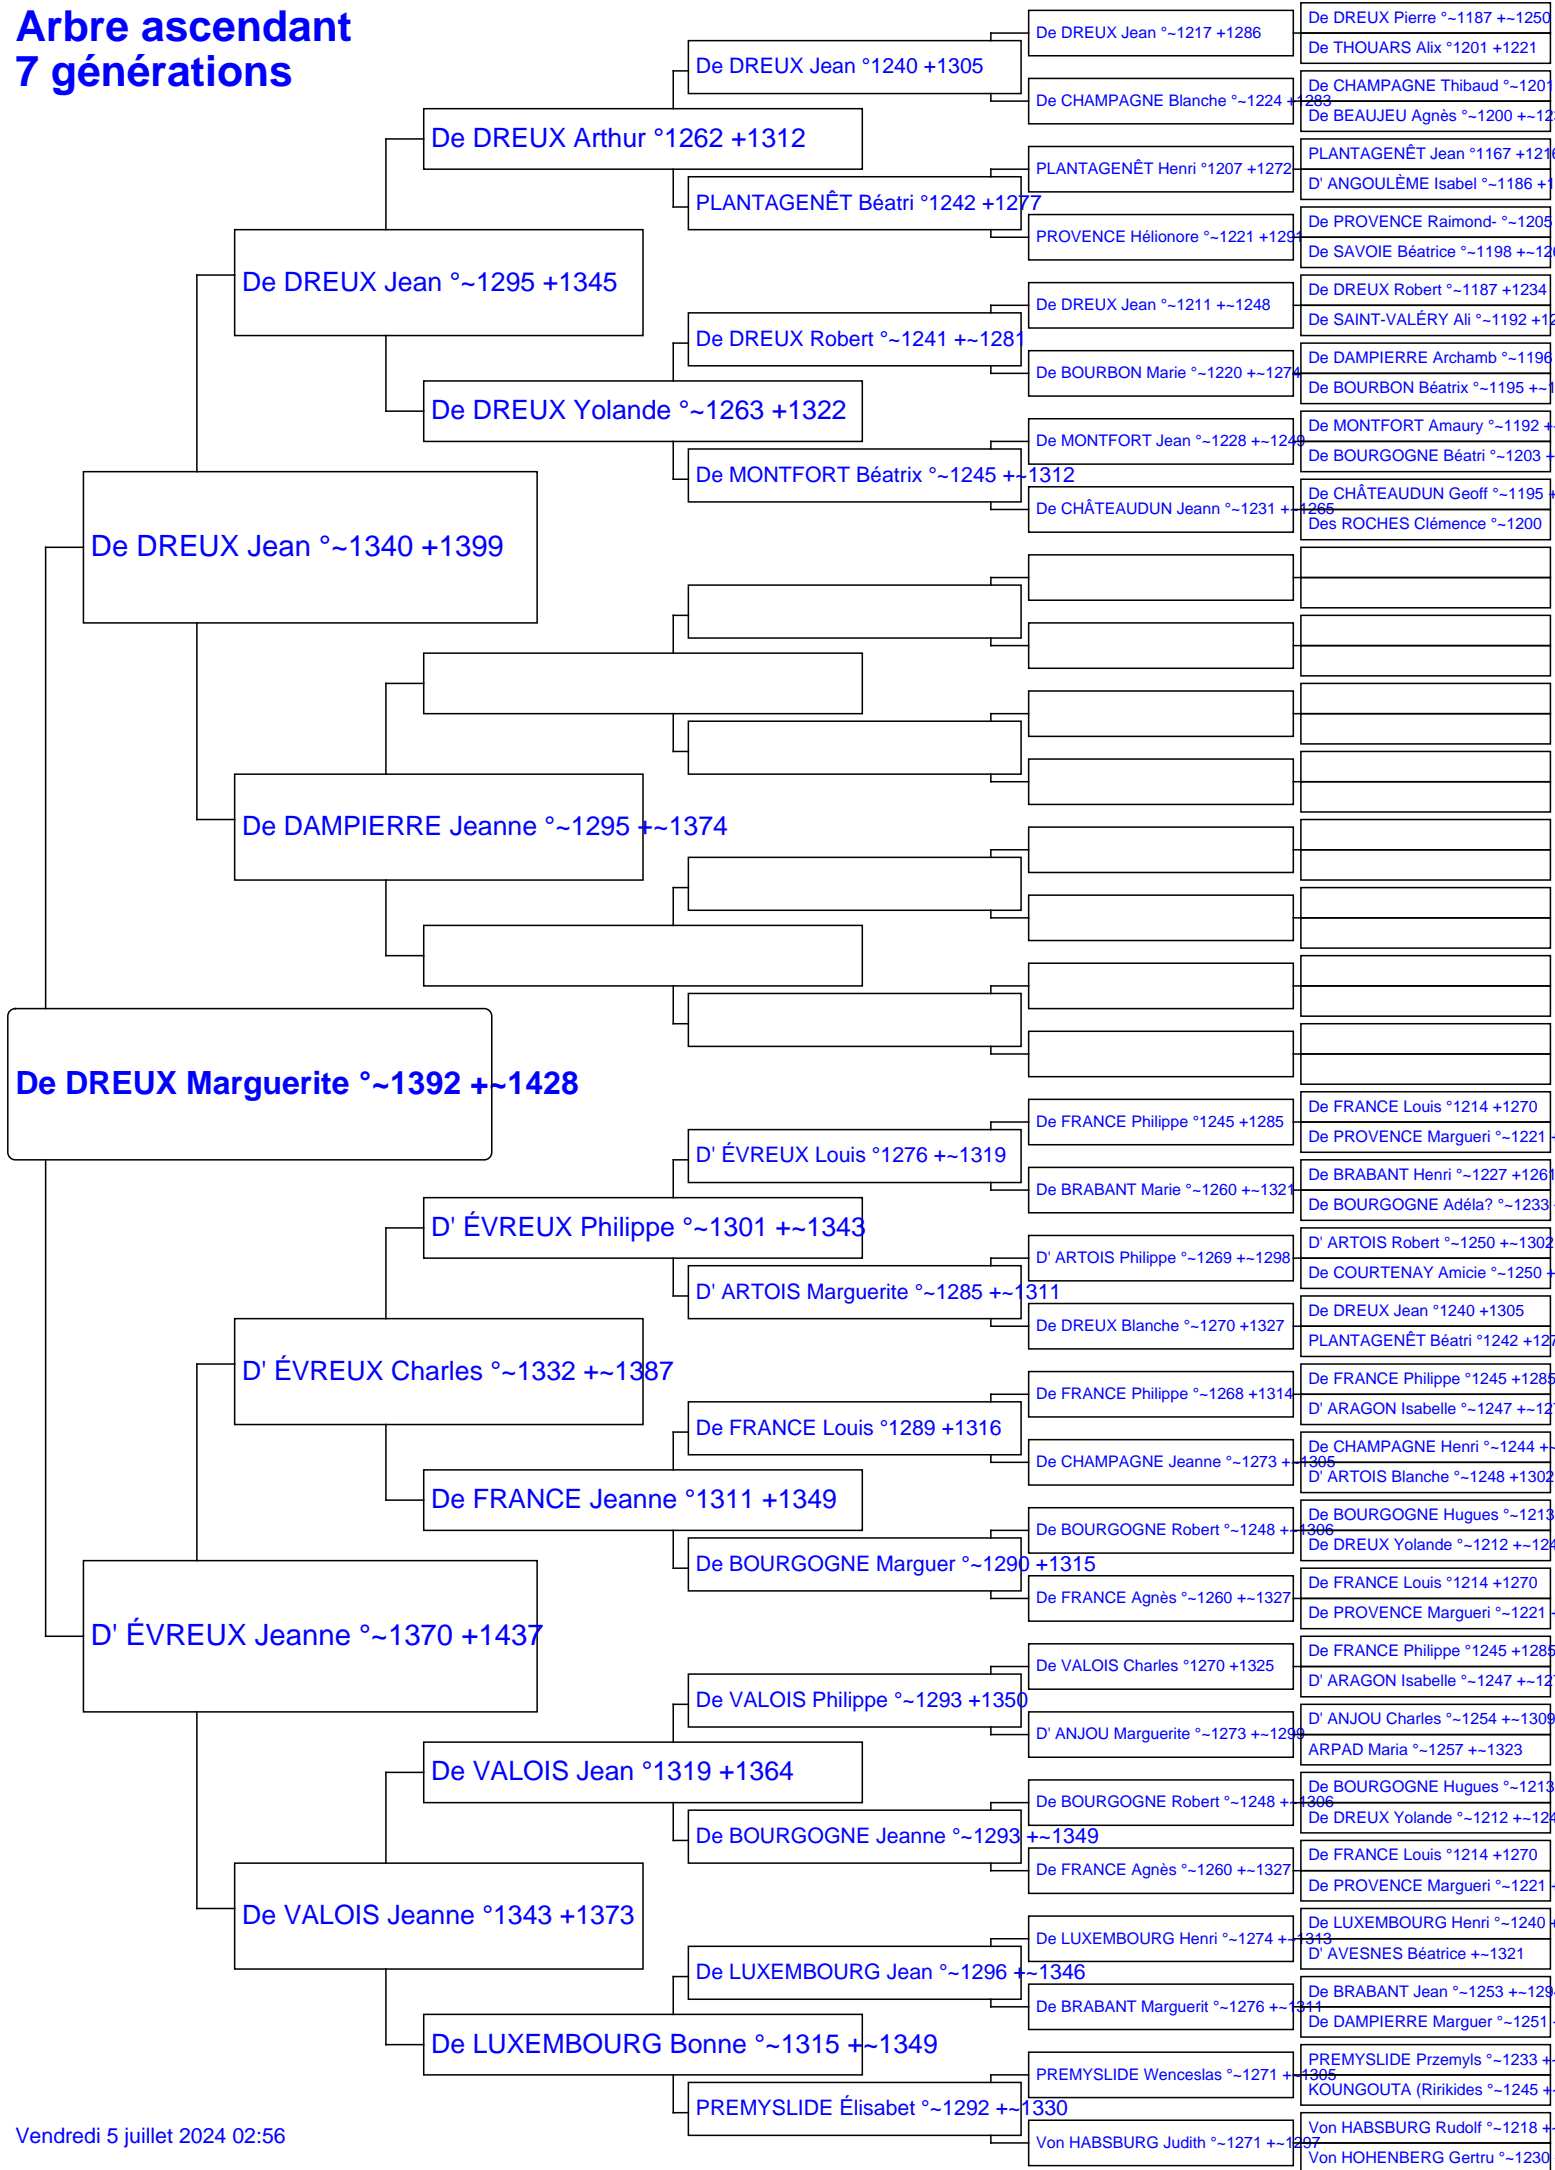 Arbre ascendant
7 générations
De DREUX Marguerite °~1392 +~1428
De DREUX Jean °~1340 +1399
D' ÉVREUX Jeanne °~1370 +1437
De DREUX Jean °~1295 +1345
De DAMPIERRE Jeanne °~1295 +~1374
D' ÉVREUX Charles °~1332 +~1387
De VALOIS Jeanne °1343 +1373
De DREUX Arthur °1262 +1312
De DREUX Yolande °~1263 +1322
D' ÉVREUX Philippe °~1301 +~1343
De FRANCE Jeanne °1311 +1349
De VALOIS Jean °1319 +1364
De LUXEMBOURG Bonne °~1315 +~1349
De DREUX Jean °1240 +1305
PLANTAGENÊT Béatri °1242 +1277
De DREUX Robert °~1241 +~1281
De MONTFORT Béatrix °~1245 +~1312
D' ÉVREUX Louis °1276 +~1319
D' ARTOIS Marguerite °~1285 +~1311
De FRANCE Louis °1289 +1316
De BOURGOGNE Marguer °~1290 +1315
De VALOIS Philippe °~1293 +1350
De BOURGOGNE Jeanne °~1293 +~1349
De LUXEMBOURG Jean °~1296 +~1346
PREMYSLIDE Élisabet °~1292 +~1330
De DREUX Jean °~1217 +1286
De CHAMPAGNE Blanche °~1224 +1283
PLANTAGENÊT Henri °1207 +1272
PROVENCE Hélionore °~1221 +1291
De DREUX Jean °~1211 +~1248
De BOURBON Marie °~1220 +~1274
De MONTFORT Jean °~1228 +~1249
De CHÂTEAUDUN Jeann °~1231 +~1265
De FRANCE Philippe °1245 +1285
De BRABANT Marie °~1260 +~1321
D' ARTOIS Philippe °~1269 +~1298
De DREUX Blanche °~1270 +1327
De FRANCE Philippe °~1268 +1314
De CHAMPAGNE Jeanne °~1273 +~1305
De BOURGOGNE Robert °~1248 +~1306
De FRANCE Agnès °~1260 +~1327
De VALOIS Charles °1270 +1325
D' ANJOU Marguerite °~1273 +~1299
De BOURGOGNE Robert °~1248 +~1306
De FRANCE Agnès °~1260 +~1327
De LUXEMBOURG Henri °~1274 +~1313
De BRABANT Marguerit °~1276 +~1311
PREMYSLIDE Wenceslas °~1271 +~1305
Von HABSBURG Judith °~1271 +~1297
De DREUX Pierre °~1187 +~1250
De THOUARS Alix °1201 +1221
De CHAMPAGNE Thibaud °~1201
De BEAUJEU Agnès °~1200 +~12
PLANTAGENÊT Jean °1167 +1216
D' ANGOULÈME Isabel °~1186 +1
De PROVENCE Raimond- °~1205
De SAVOIE Béatrice °~1198 +~12
De DREUX Robert °~1187 +1234
De SAINT-VALÉRY Ali °~1192 +12
De DAMPIERRE Archamb °~1196
De BOURBON Béatrix °~1195 +~1
De MONTFORT Amaury °~1192 +
De BOURGOGNE Béatri °~1203 +
De CHÂTEAUDUN Geoff °~1195 +
Des ROCHES Clémence °~1200
De FRANCE Louis °1214 +1270
De PROVENCE Margueri °~1221 +
De BRABANT Henri °~1227 +1261
De BOURGOGNE Adéla? °~1233
D' ARTOIS Robert °~1250 +~1302
De COURTENAY Amicie °~1250 +
De DREUX Jean °1240 +1305
PLANTAGENÊT Béatri °1242 +127
De FRANCE Philippe °1245 +1285
D' ARAGON Isabelle °~1247 +~127
De CHAMPAGNE Henri °~1244 +~
D' ARTOIS Blanche °~1248 +1302
De BOURGOGNE Hugues °~1213
De DREUX Yolande °~1212 +~124
De FRANCE Louis °1214 +1270
De PROVENCE Margueri °~1221 +
De FRANCE Philippe °1245 +1285
D' ARAGON Isabelle °~1247 +~127
D' ANJOU Charles °~1254 +~1309
ARPAD Maria °~1257 +~1323
De BOURGOGNE Hugues °~1213
De DREUX Yolande °~1212 +~124
De FRANCE Louis °1214 +1270
De PROVENCE Margueri °~1221 +
De LUXEMBOURG Henri °~1240 +
D' AVESNES Béatrice +~1321
De BRABANT Jean °~1253 +~1294
De DAMPIERRE Marguer °~1251
PREMYSLIDE Przemyls °~1233 +~
KOUNGOUTA (Ririkides °~1245 +~
Von HABSBURG Rudolf °~1218 +~
Von HOHENBERG Gertru °~1230
Vendredi 5 juillet 2024 02:56